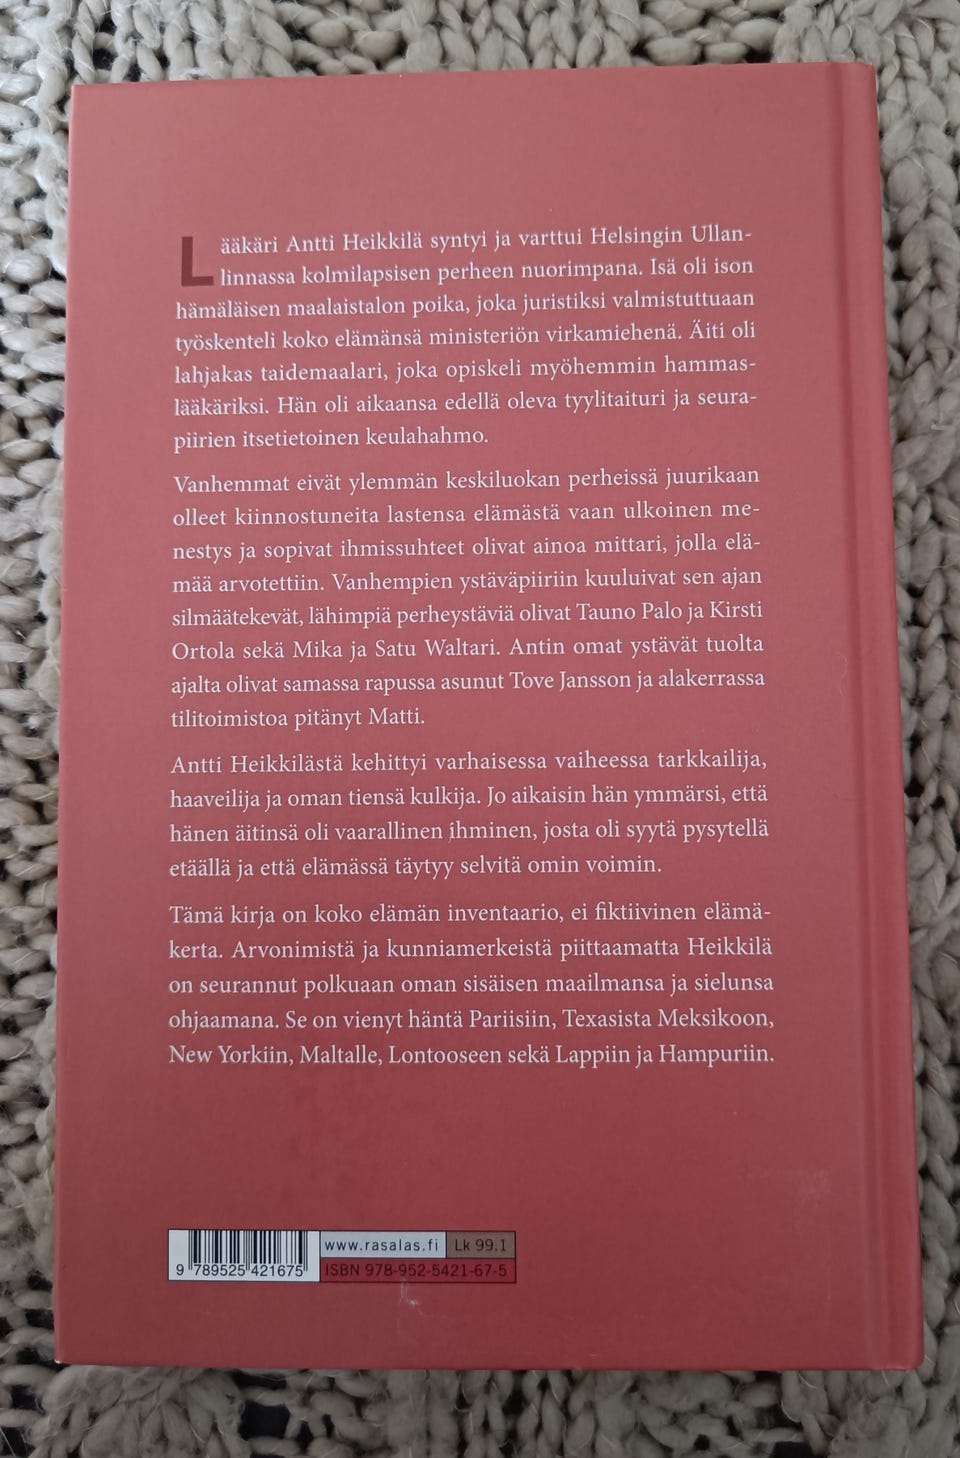 Lääkäri Antti Heikkilä syntyi ja varttui Helsingin Ullan-
linnassa kolmilapsisen perheen nuorimpana. Isä oli ison
hämäläisen maalaistalon poika, joka juristiksi valmistuttuaan
työskenteli koko elämänsä ministeriön virkamiehenä. Äiti oli
lahjakas taidemaalari, joka opiskeli myöhemmin hammas-
lääkäriksi. Hän oli aikaansa edellä oleva tyylitaituri ja seura-
piirien itsetietoinen keulahahmo.
Vanhemmat eivät ylemmän keskiluokan perheissä juurikaan
olleet kiinnostuneita lastensa elämästä vaan ulkoinen me-
nestys ja sopivat ihmissuhteet olivat ainoa mittari, jolla elä-
mää arvotettiin. Vanhempien ystäväpiiriin kuuluivat sen ajan
silmäätekevät, lähimpiä perheystäviä olivat Tauno Palo ja Kirsti
Ortola sekä Mika ja Satu Waltari. Antin omat ystävät tuolta
ajalta olivat samassa rapussa asunut Tove Jansson ja alakerrassa
tilitoimistoa pitänyt Matti.
Antti Heikkilästä kehittyi varhaisessa vaiheessa tarkkailija,
haaveilija ja oman tiensä kulkija. Jo aikaisin hän ymmärsi, että
hänen äitinsä oli vaarallinen ihminen, josta oli syytä pysytellä
etäällä ja että elämässä täytyy selvitä omin voimin.
Tämä kirja on koko elämän inventaario, ei fiktiivinen elämä-
kerta. Arvonimistä ja kunniamerkeistä piittaamatta Heikkilä
on seurannut polkuaan oman sisäisen maailmansa ja sielunsa
ohjaamana. Se on vienyt häntä Pariisiin, Texasista Meksikoon,
New Yorkiin, Maltalle, Lontooseen sekä Lappiin ja Hampuriin.
www.rasalas.fi Lk 99.1
9 789525 421675 ISBN 978-952-5421-67-5